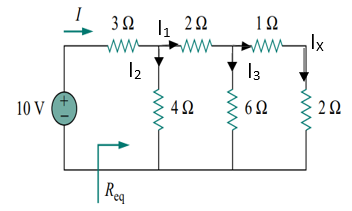 I 3 Ω I₁ 2 Ω 1 Ω Iₓ
I₂ I₃
10 V + - 4 Ω 6 Ω 2 Ω
Req